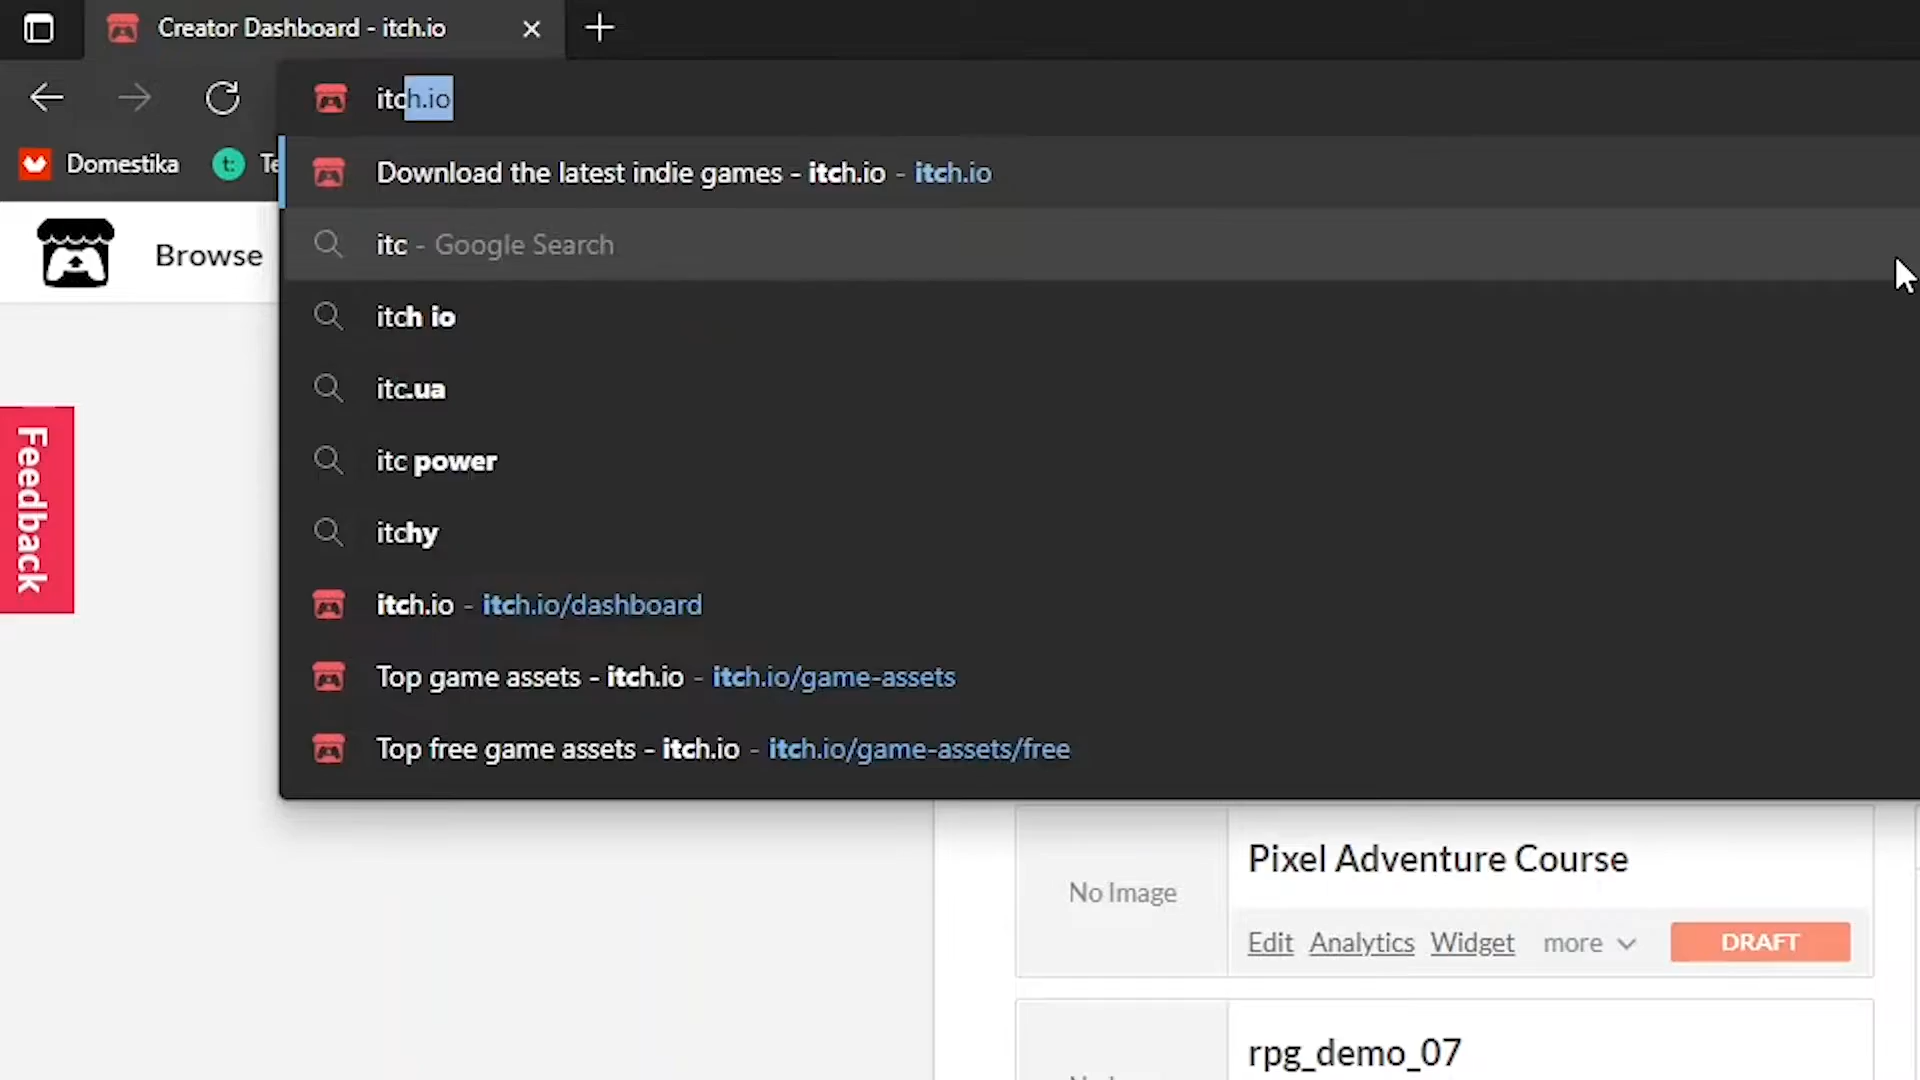 Creator Dashboard - itch.io
itch.io
Domestika
Download the latest indie games - itch.io - itch.io
itc - Google Search
Browse
itch io
itc.ua
itc power
itchy
Feedback
itch.io - itch.io/dashboard
Top game assets - itch.io - itch.io/game-assets
Top free game assets - itch.io - itch.io/game-assets/free
Pixel Adventure Course
No Image
Edit Analytics Widget more DRAFT
rpg_demo_07